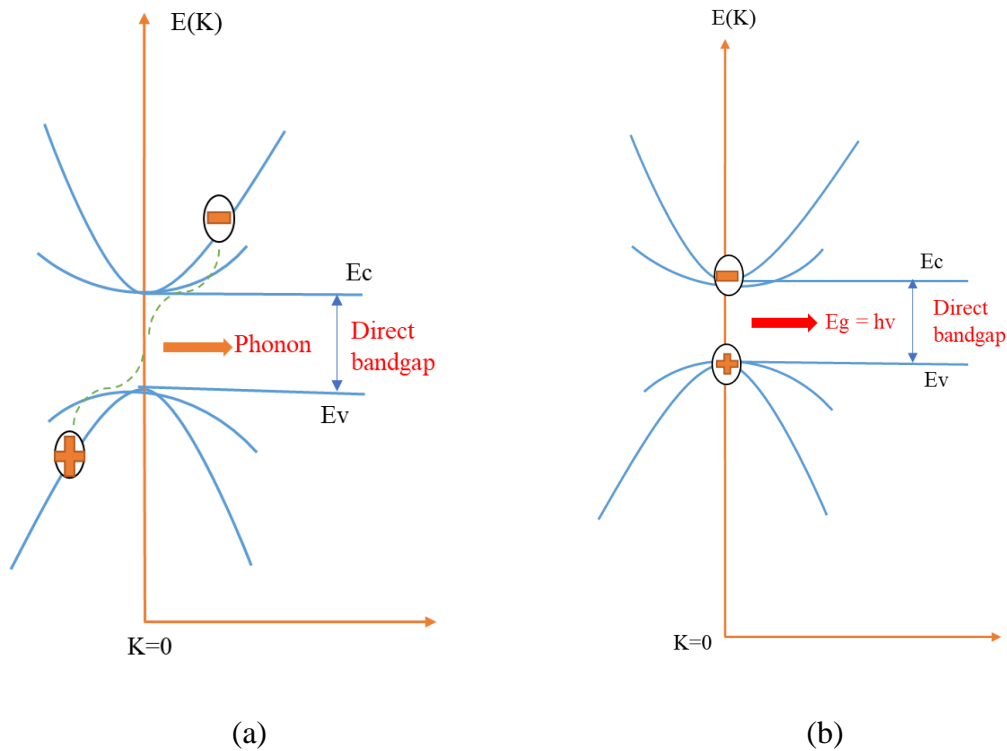 E(K)
Ec
Phonon
Direct
bandgap
Ev
K=0
(a)
E(K)
Ec
Eg = hv
Direct
bandgap
Ev
K=0
(b)